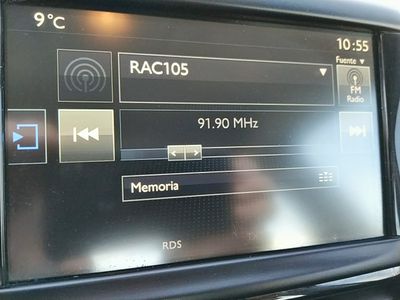 9°C
10:55
RAC105
Fuente ▼
FM
Radio
91.90 MHz
Memoria
RDS